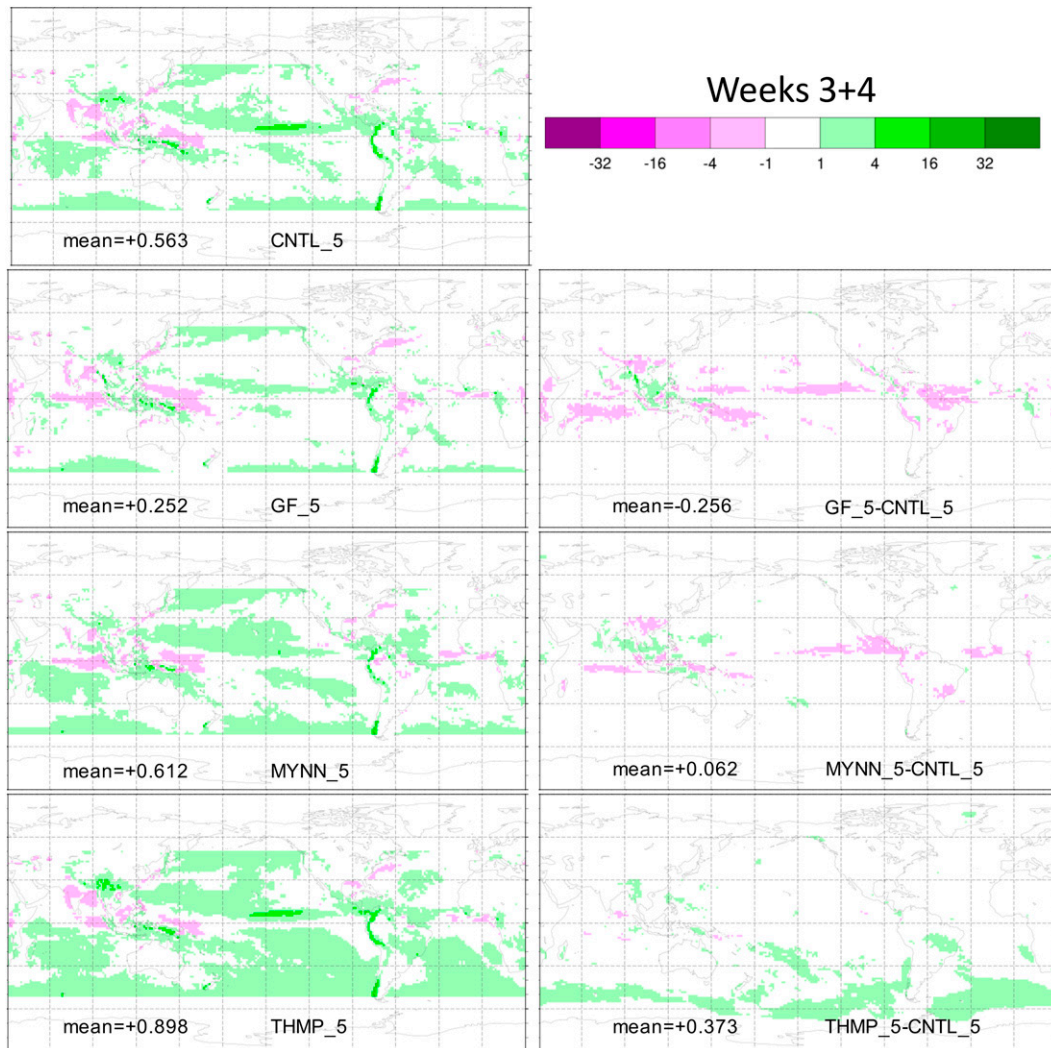 Weeks 3+4
-32 -16 -4 -1 1 4 16 32
mean=+0.563 CNTL_5
mean=+0.252 GF_5
mean=-0.256 GF_5-CNTL_5
mean=+0.612 MYNN_5
mean=+0.062 MYNN_5-CNTL_5
mean=+0.898 THMP_5
mean=+0.373 THMP_5-CNTL_5